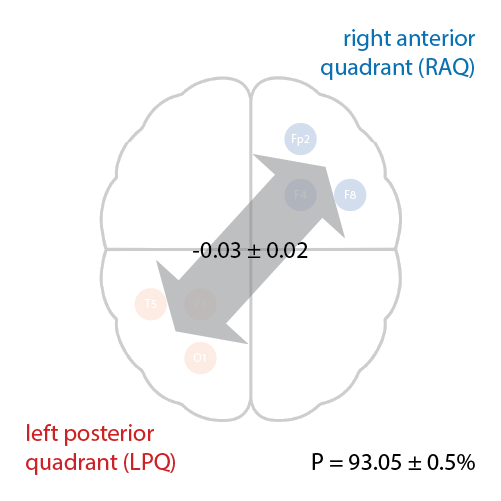 right anterior
quadrant (RAQ)
Fp2
F4
F8
-0.03 ± 0.02
T5
O1
left posterior
quadrant (LPQ)
P = 93.05 ± 0.5%